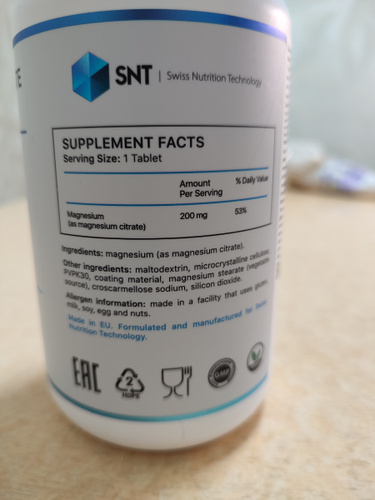 SNT | Swiss Nutrition Technology
SUPPLEMENT FACTS
Serving Size: 1 Tablet
Amount Per Serving
% Daily Value
Magnesium (as magnesium citrate)
200 mg
53%
Ingredients: magnesium (as magnesium citrate).
Other ingredients: maltodextrin, microcrystalline cellulose,
PVPK30, coating material, magnesium stearate (vegetable
source), croscarmellose sodium, silicon dioxide.
Allergen information: made in a facility that uses gluten,
milk, soy, egg and nuts.
Made in EU. Formulated and manufactured for Swiss
Nutrition Technology.
EAC
2
HDPE
GMP